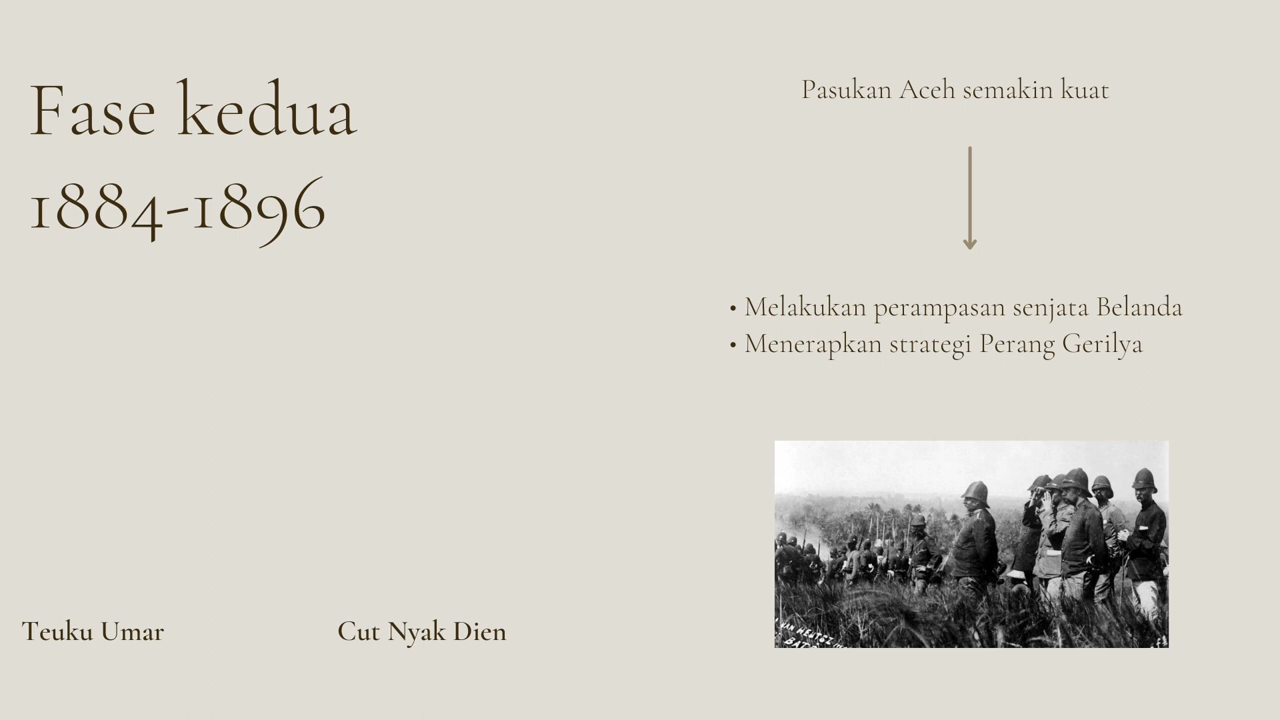 Fase kedua
1884-1896
Pasukan Aceh semakin kuat
• Melakukan perampasan senjata Belanda
• Menerapkan strategi Perang Gerilya
Teuku Umar
Cut Nyak Dien